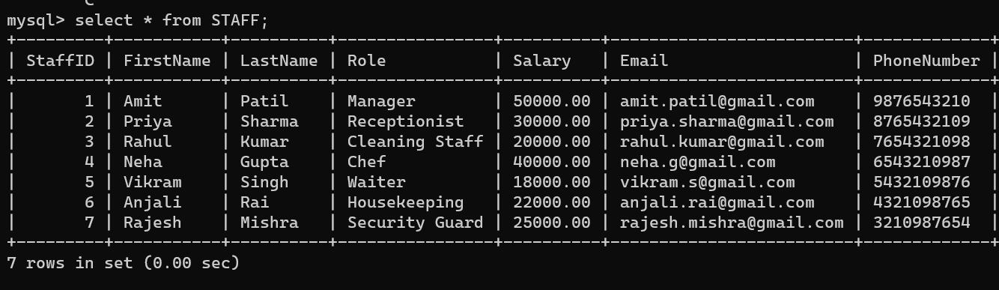 mysql> select * from STAFF;
+---------+-----------+----------+----------------+----------+-------------------------+-------------+
| StaffID | FirstName | LastName | Role           | Salary   | Email                   | PhoneNumber |
+---------+-----------+----------+----------------+----------+-------------------------+-------------+
|       1 | Amit      | Patil    | Manager        | 50000.00 | amit.patil@gmail.com    | 9876543210  |
|       2 | Priya     | Sharma   | Receptionist   | 30000.00 | priya.sharma@gmail.com  | 8765432109  |
|       3 | Rahul     | Kumar    | Cleaning Staff | 20000.00 | rahul.kumar@gmail.com   | 7654321098  |
|       4 | Neha      | Gupta    | Chef           | 40000.00 | neha.g@gmail.com        | 6543210987  |
|       5 | Vikram    | Singh    | Waiter         | 18000.00 | vikram.s@gmail.com      | 5432109876  |
|       6 | Anjali    | Rai      | Housekeeping   | 22000.00 | anjali.rai@gmail.com    | 4321098765  |
|       7 | Rajesh    | Mishra   | Security Guard | 25000.00 | rajesh.mishra@gmail.com | 3210987654  |
+---------+-----------+----------+----------------+----------+-------------------------+-------------+
7 rows in set (0.00 sec)